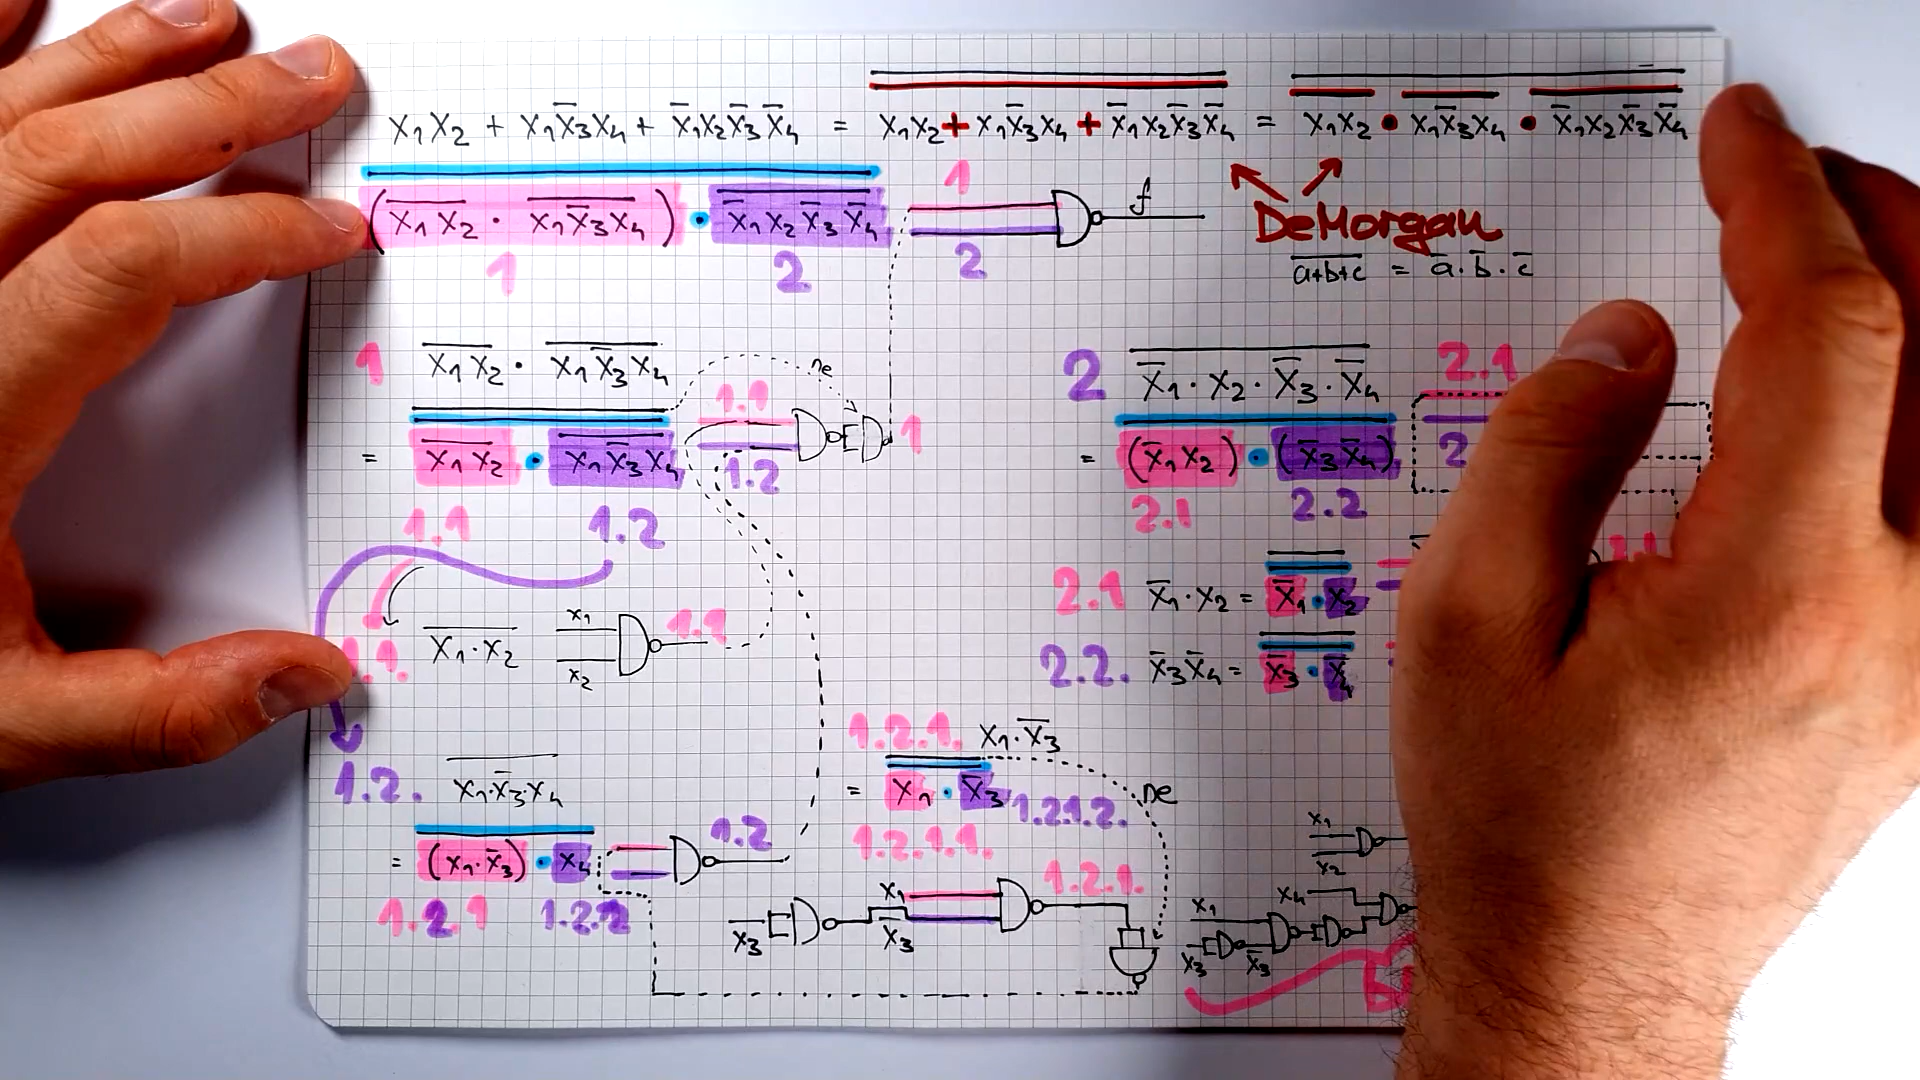 x₁x₂ + x₁x̅₃x₄ + x̅₁x₂x̅₃x̅₄ = x₁x₂ + x₁x̅₃x₄ + x̅₁x₂x̅₃x̅₄ = x₁x₂ • x₁x̅₃x₄ • x̅₁x₂x̅₃x̅₄
(x₁x₂ · x₁x̅₃x₄) • x̅₁x₂x̅₃x̅₄
1 2
1
2
f
DeMorgan
a+b+c = a̅ · b̅ · c̅
1 x₁x₂ · x₁x̅₃x₄
= x₁x₂ • x₁x̅₃x₄
1.1 1.2
1.1
1.2
ne
1
1.1. x₁·x₂
x₁
x₂
1.1
1.2. x₁·x̅₃·x₄
= (x₁·x̅₃) • x₄
1.2.1 1.2.2
1.2
1.2.1. x₁·x̅₃
= x₁ · x̅₃ 1.2.1.2.
1.2.1.1.
ne
x₃
x₁
x̅₃
1.2.1.
2 x̅₁·x₂·x̅₃·x̅₄
= (x̅₁x₂) • (x̅₃x̅₄)
2.1 2.2
2.1
2
2.1 x̅₁·x₂ = x̅₁·x₂
2.2. x̅₃x̅₄ = x̅₃·x̅₄
x₁
x₂
x₄
x₁
x₃
x̅₃